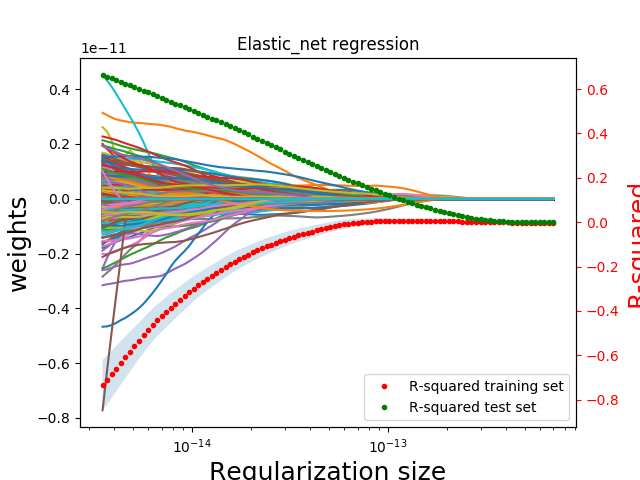 Elastic_net regression
1e−11
0.4
0.2
0.0
−0.2
−0.4
−0.6
−0.8
weights
0.6
0.4
0.2
0.0
−0.2
−0.4
−0.6
−0.8
R-squared
R-squared training set
R-squared test set
10⁻¹⁴
10⁻¹³
Regularization size